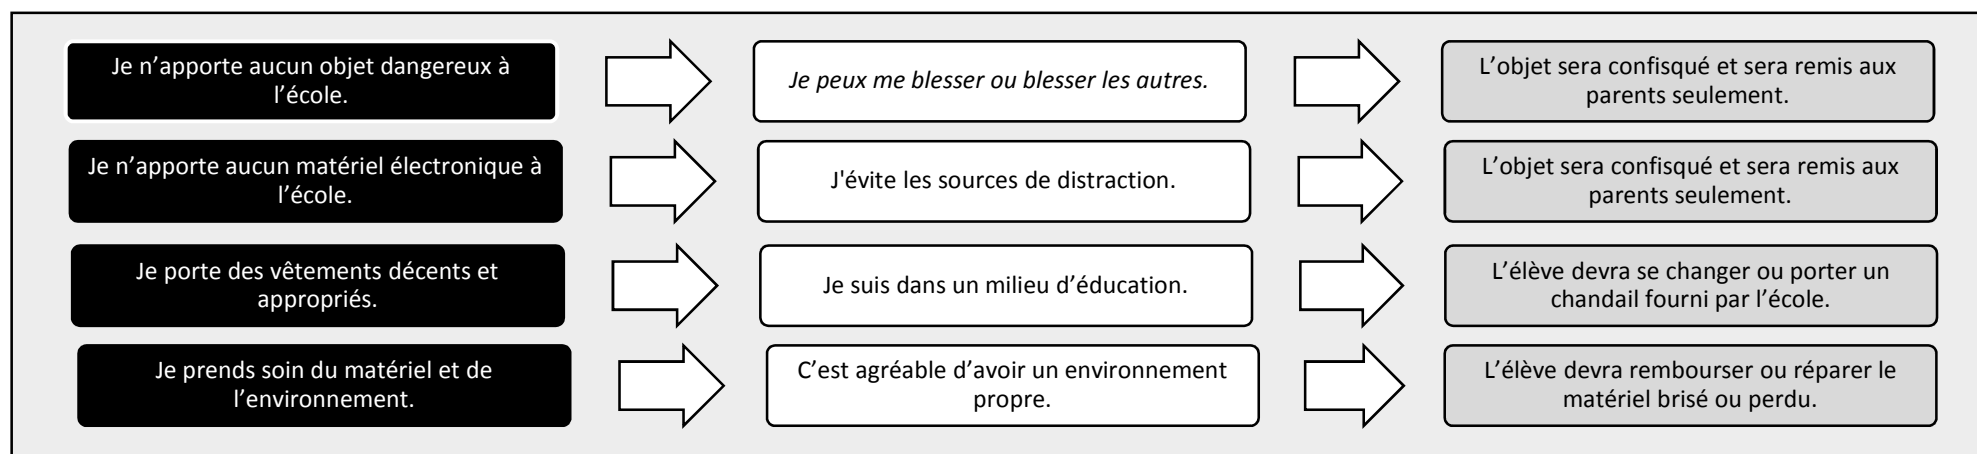 Je n’apporte aucun objet dangereux à
l’école.
Je peux me blesser ou blesser les autres.
L’objet sera confisqué et sera remis aux
parents seulement.
Je n’apporte aucun matériel électronique à
l’école.
J'évite les sources de distraction.
L’objet sera confisqué et sera remis aux
parents seulement.
Je porte des vêtements décents et
appropriés.
Je suis dans un milieu d’éducation.
L’élève devra se changer ou porter un
chandail fourni par l’école.
Je prends soin du matériel et de
l’environnement.
C’est agréable d’avoir un environnement
propre.
L’élève devra rembourser ou réparer le
matériel brisé ou perdu.